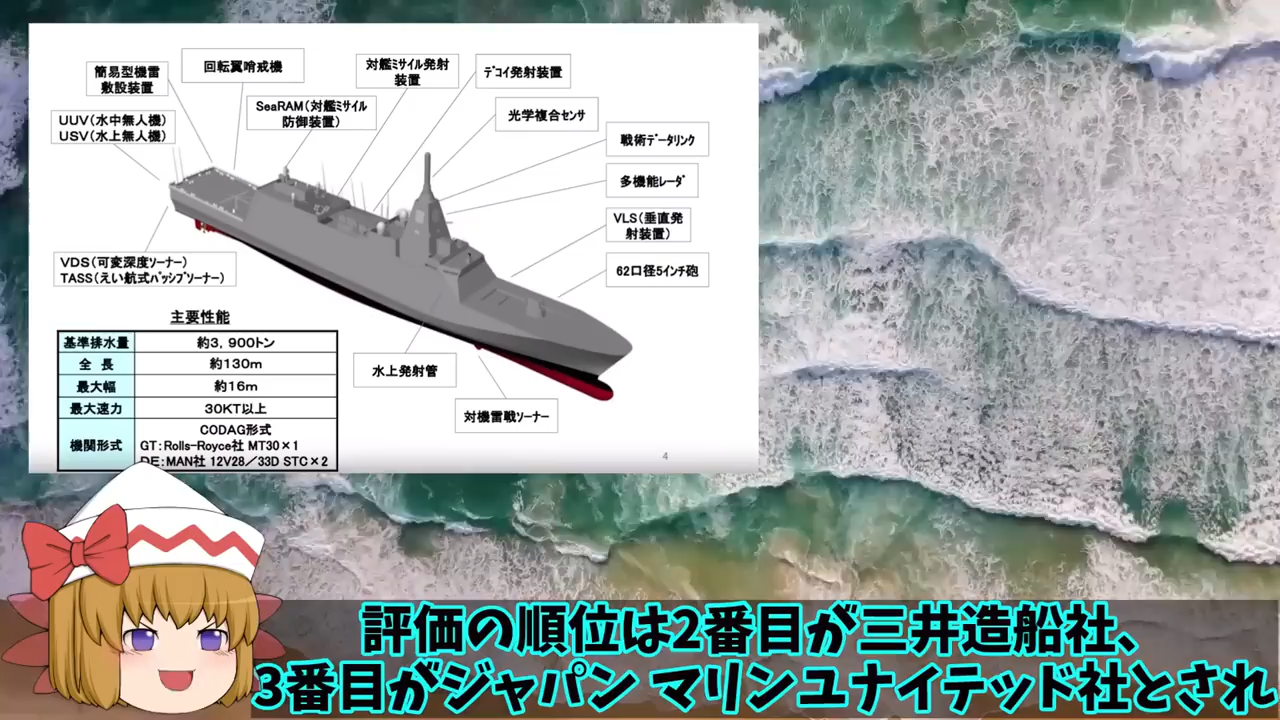 簡易型機雷
敷設装置
回転翼哨戒機
対艦ミサイル発射
装置
デコイ発射装置
UUV(水中無人機)
USV(水上無人機)
SeaRAM(対艦ミサイル
防御装置)
光学複合センサ
戦術データリンク
多機能レーダ
VLS(垂直発
射装置)
62口径5インチ砲
VDS(可変深度ソーナー)
TASS(えい航式パッシブソーナー)
水上発射管
対機雷戦ソーナー
主要性能
基準排水量 約3,900トン
全 長 約130m
最大幅 約16m
最大速力 30KT以上
機関形式 CODAG形式
GT:Rolls-Royce社 MT30×1
DE:MAN社 12V28/33D STC×2
4
評価の順位は2番目が三井造船社、
3番目がジャパン マリンユナイテッド社とされ